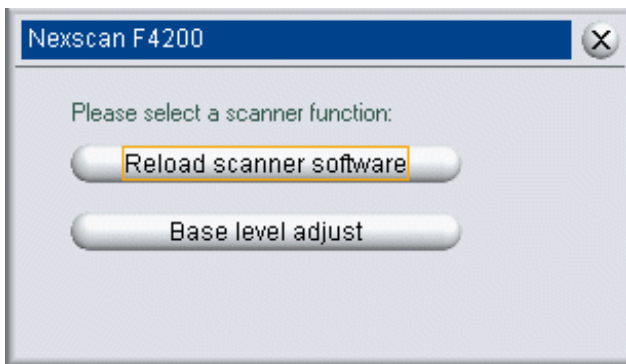 Nexscan F4200
Please select a scanner function:
Reload scanner software
Base level adjust